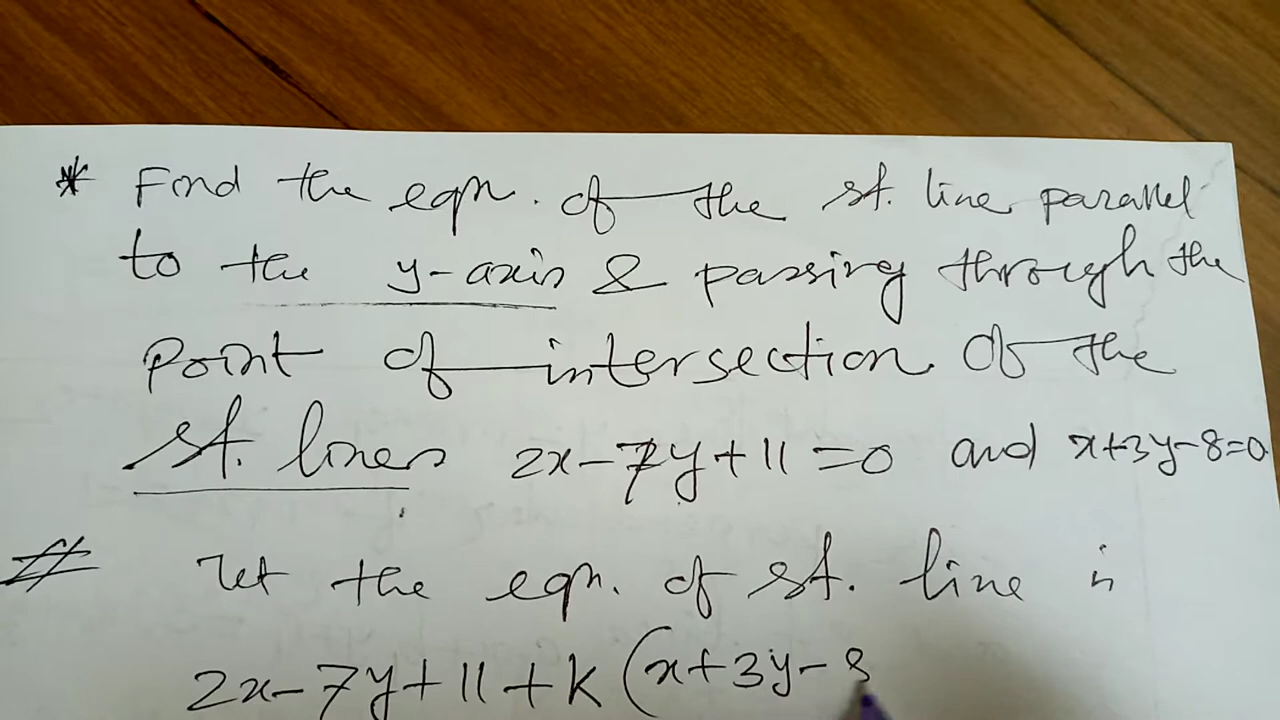 * Find the eqn. of the st. line parallel
to the y-axis & passing through the
point of intersection of the
st. lines 2x-7y+11=0 and x+3y-8=0
# Let the eqn. of st. line is
2x-7y+11+k(x+3y-8